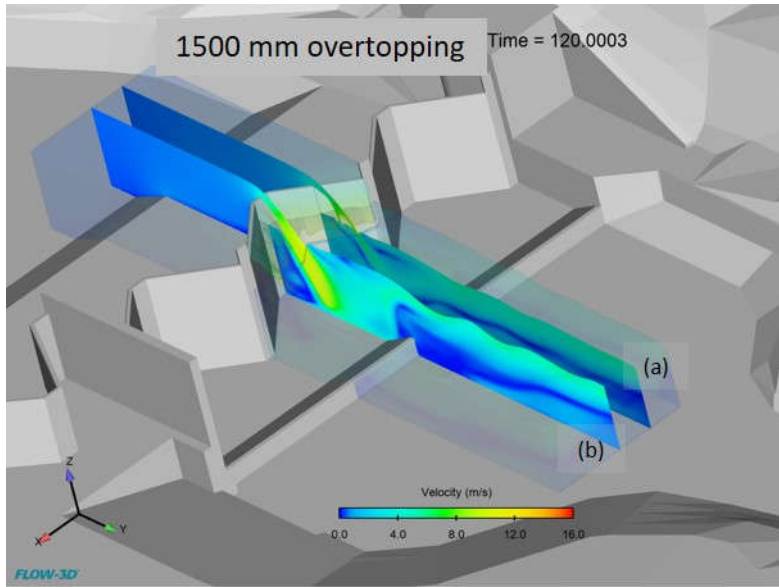 1500 mm overtopping
Time = 120.0003
(a)
(b)
Z
X
Y
Velocity (m/s)
0.0 4.0 8.0 12.0 16.0
FLOW-3D